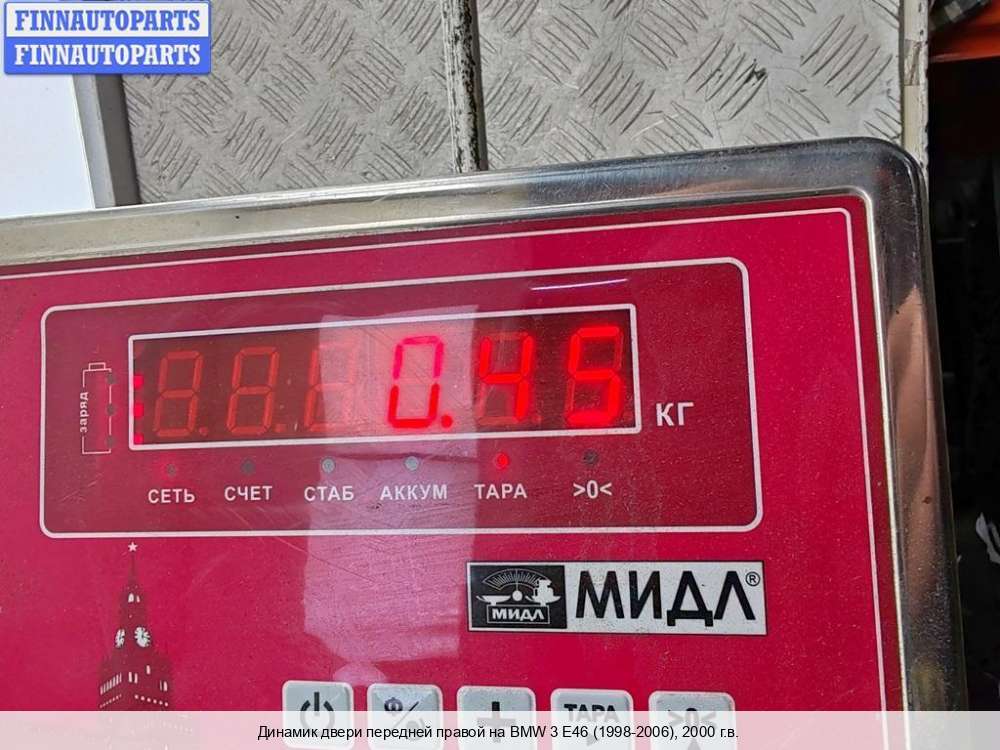 FINNAUTOPARTS
FINNAUTOPARTS
0.45
кг
заряд
СЕТЬ СЧЕТ СТАБ АККУМ ТАРА >0<
МИДЛ МИДЛ®
ТАРА >0<
Динамик двери передней правой на BMW 3 E46 (1998-2006), 2000 г.в.